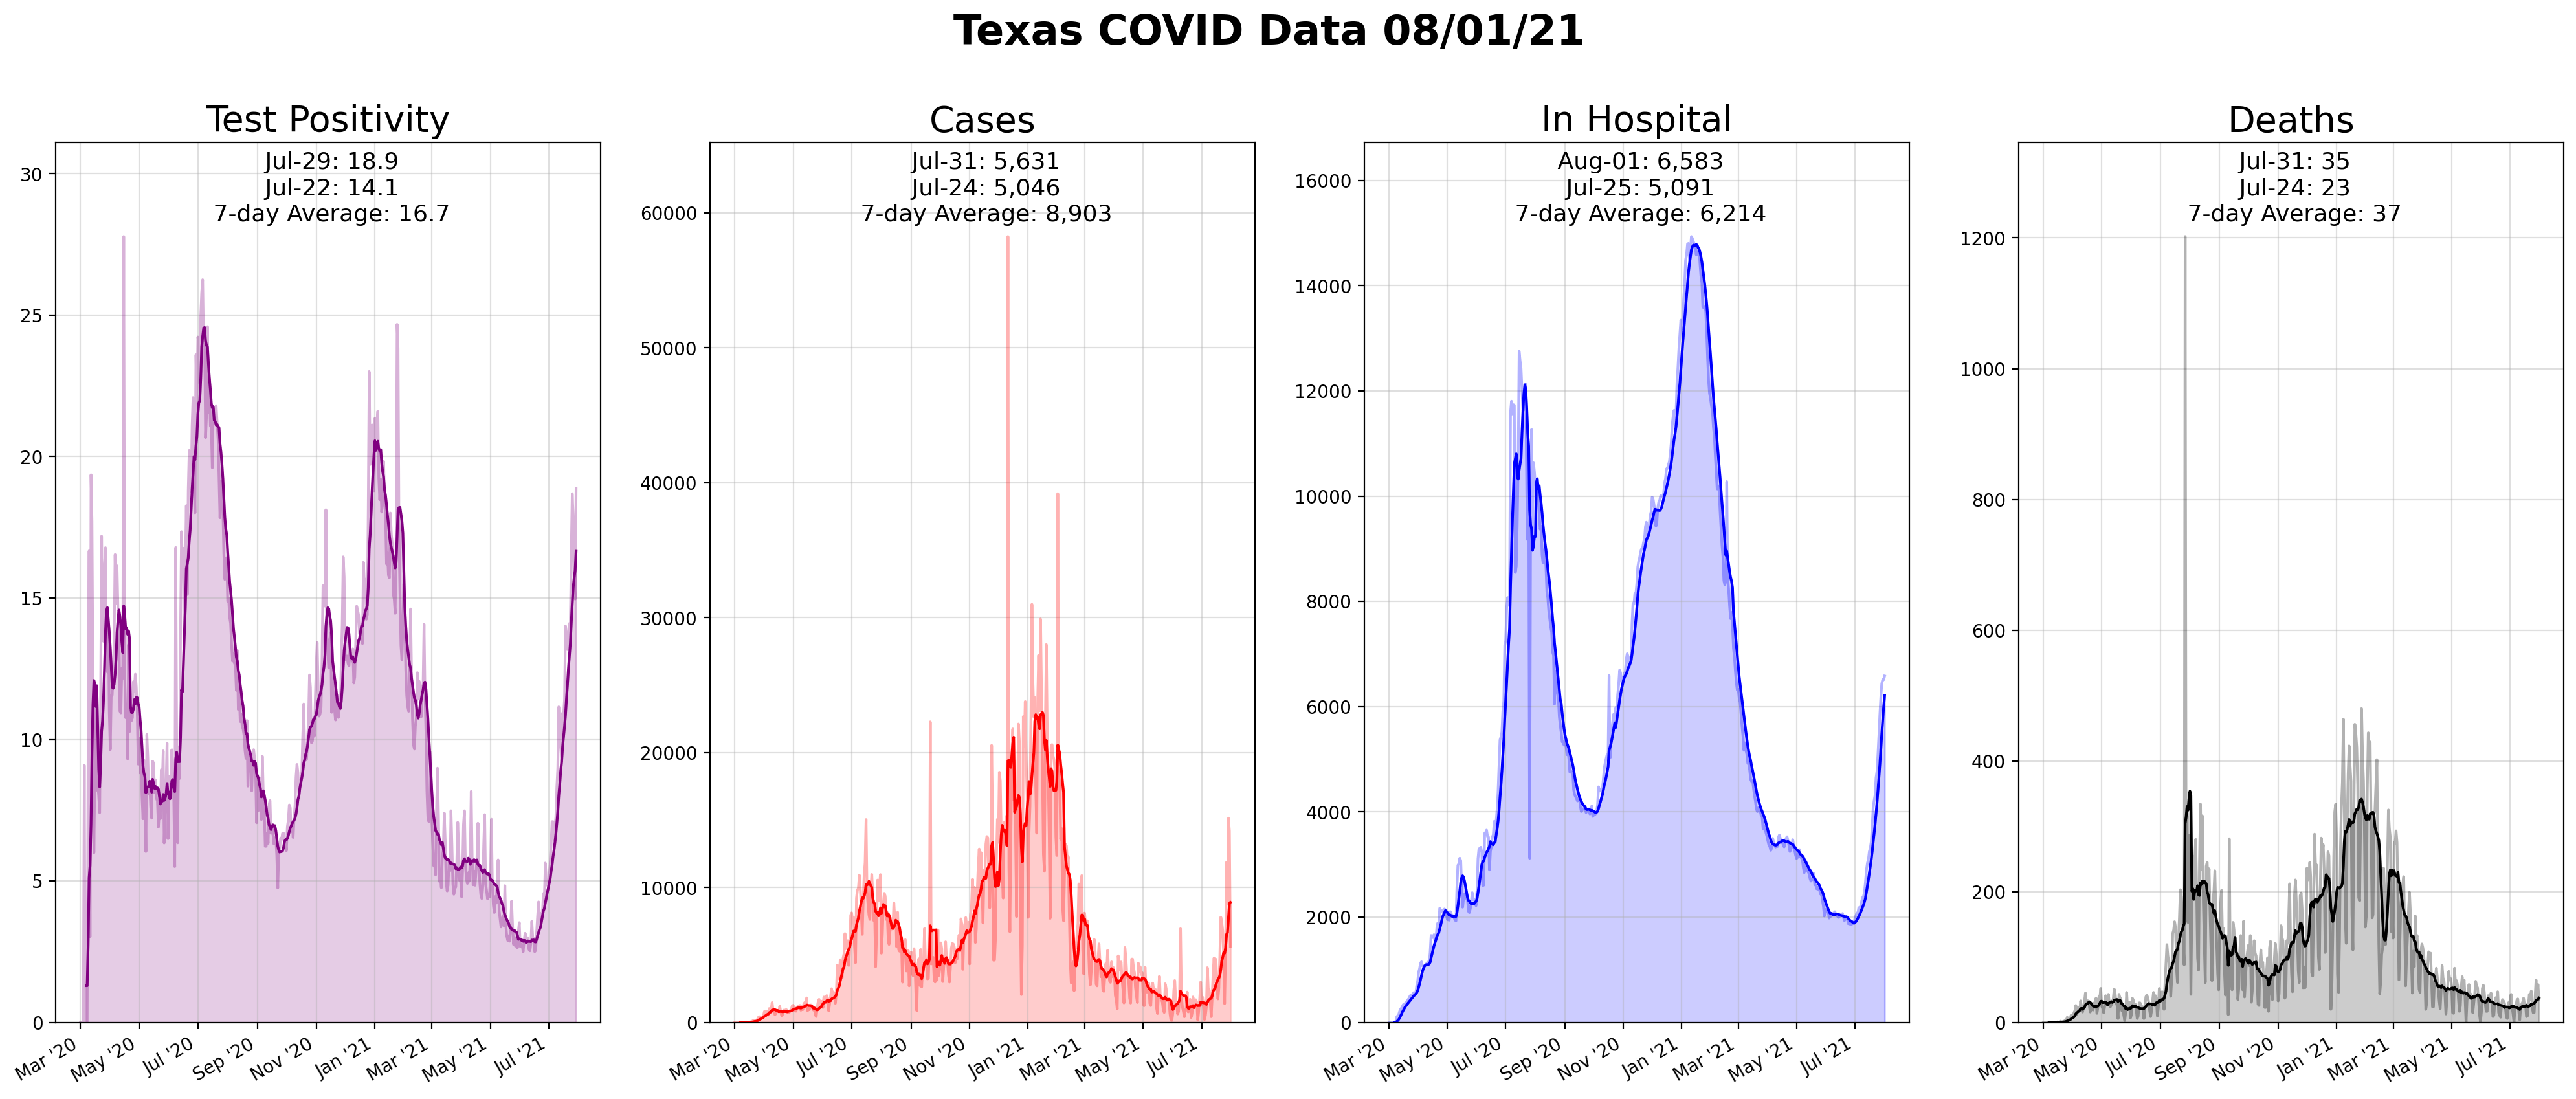 Texas COVID Data 08/01/21
Test Positivity
Jul-29: 18.9
Jul-22: 14.1
7-day Average: 16.7
30
25
20
15
10
5
0
Mar '20
May '20
Jul '20
Sep '20
Nov '20
Jan '21
Mar '21
May '21
Jul '21
Cases
Jul-31: 5,631
Jul-24: 5,046
7-day Average: 8,903
60000
50000
40000
30000
20000
10000
0
Mar '20
May '20
Jul '20
Sep '20
Nov '20
Jan '21
Mar '21
May '21
Jul '21
In Hospital
Aug-01: 6,583
Jul-25: 5,091
7-day Average: 6,214
16000
14000
12000
10000
8000
6000
4000
2000
0
Mar '20
May '20
Jul '20
Sep '20
Nov '20
Jan '21
Mar '21
May '21
Jul '21
Deaths
Jul-31: 35
Jul-24: 23
7-day Average: 37
1200
1000
800
600
400
200
0
Mar '20
May '20
Jul '20
Sep '20
Nov '20
Jan '21
Mar '21
May '21
Jul '21